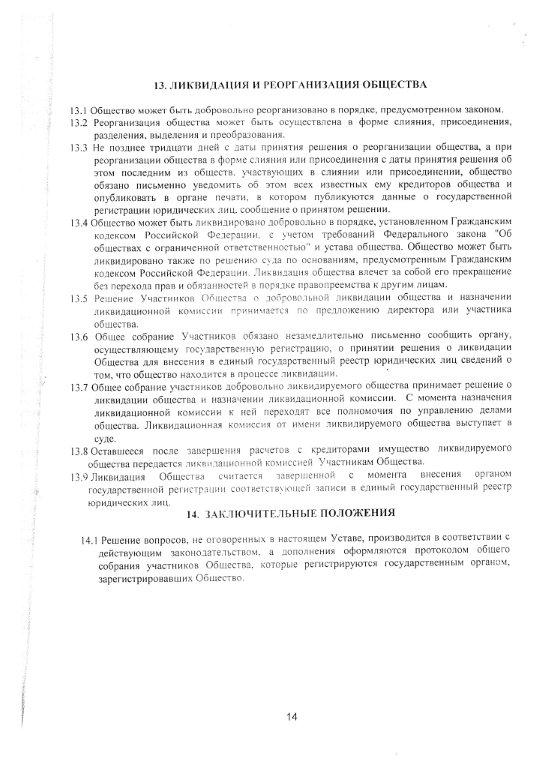 13. ЛИКВИДАЦИЯ И РЕОРГАНИЗАЦИЯ ОБЩЕСТВА
13.1 Общество может быть добровольно реорганизовано в порядке, предусмотренном законом.
13.2 Реорганизация общества может быть осуществлена в форме слияния, присоединения,
разделения, выделения и преобразования.
13.3 Не позднее тридцати дней с даты принятия решения о реорганизации общества, а при
реорганизации общества в форме слияния или присоединения с даты принятия решения об
этом последним из обществ, участвующих в слиянии или присоединении, общество
обязано письменно уведомить об этом всех известных ему кредиторов общества и
опубликовать в органе печати, в котором публикуются данные о государственной
регистрации юридических лиц, сообщение о принятом решении.
13.4 Общество может быть ликвидировано добровольно в порядке, установленном Гражданским
кодексом Российской Федерации, с учетом требований Федерального закона "Об
обществах с ограниченной ответственностью" и устава общества. Общество может быть
ликвидировано также по решению суда по основаниям, предусмотренным Гражданским
кодексом Российской Федерации. Ликвидация общества влечет за собой его прекращение
без перехода прав и обязанностей в порядке правопреемства к другим лицам.
13.5 Решение Участников Общества о добровольной ликвидации общества и назначении
ликвидационной комиссии принимается по предложению директора или участника
общества.
13.6 Общее собрание Участников обязано незамедлительно письменно сообщить органу,
осуществляющему государственную регистрацию, о принятии решения о ликвидации
Общества для внесения в единый государственный реестр юридических лиц сведений о
том, что общество находится в процессе ликвидации.
13.7 Общее собрание участников добровольно ликвидируемого общества принимает решение о
ликвидации общества и назначении ликвидационной комиссии. С момента назначения
ликвидационной комиссии к ней переходят все полномочия по управлению делами
общества. Ликвидационная комиссия от имени ликвидируемого общества выступает в
суде.
13.8 Оставшееся после завершения расчетов с кредиторами имущество ликвидируемого
общества передается ликвидационной комиссией Участникам Общества.
13.9 Ликвидация Общества считается завершенной с момента внесения органом
государственной регистрации соответствующей записи в единый государственный реестр
юридических лиц.
14. ЗАКЛЮЧИТЕЛЬНЫЕ ПОЛОЖЕНИЯ
14.1 Решение вопросов, не оговоренных в настоящем Уставе, производится в соответствии с
действующим законодательством, а дополнения оформляются протоколом общего
собрания участников Общества, которые регистрируются государственным органом,
зарегистрировавших Общество.
14